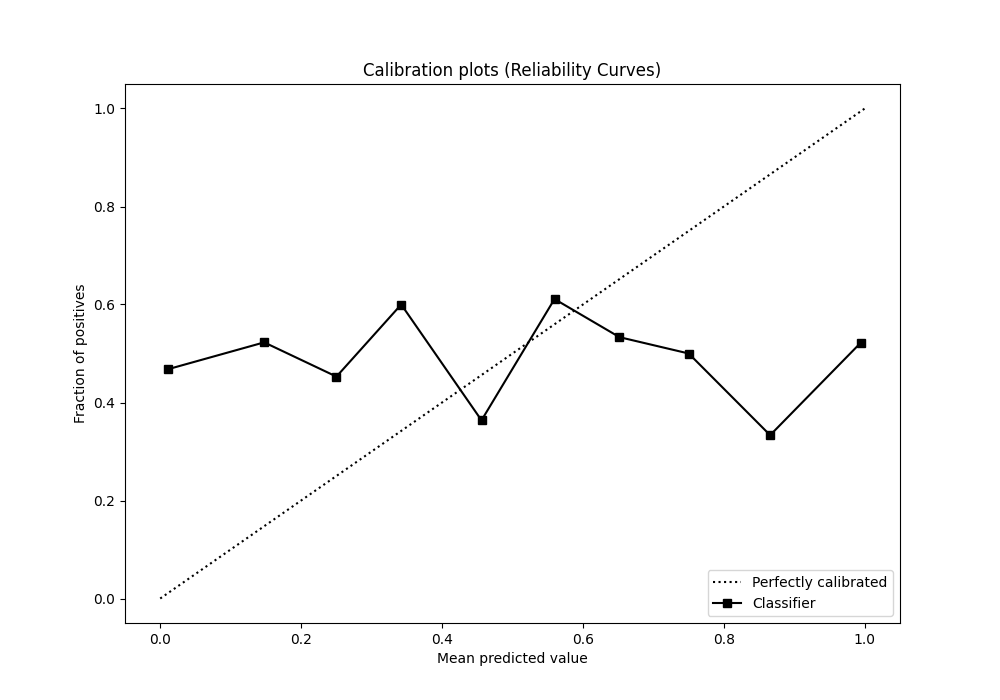 Calibration plots (Reliability Curves)
Fraction of positives
1.0
0.8
0.6
0.4
0.2
0.0
Perfectly calibrated
Classifier
0.0 0.2 0.4 0.6 0.8 1.0
Mean predicted value